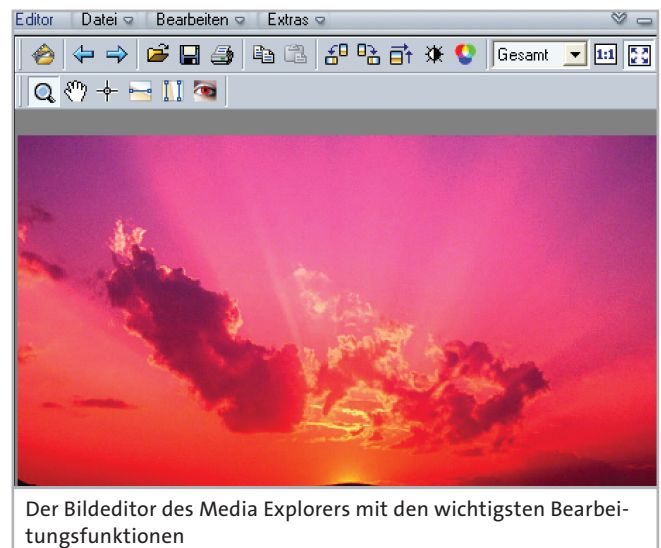 Editor Datei Bearbeiten Extras
Gesamt 1:1
Der Bildeditor des Media Explorers mit den wichtigsten Bearbei-
tungsfunktionen